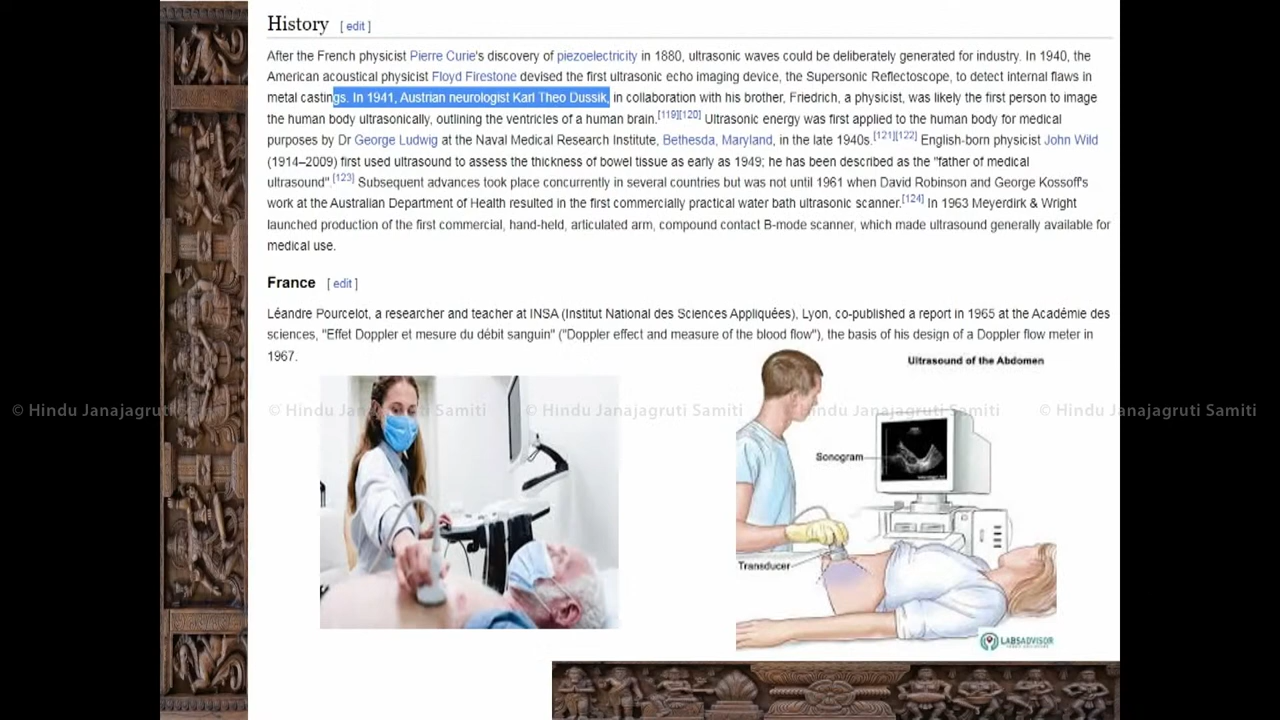 History [ edit ]
After the French physicist Pierre Curie's discovery of piezoelectricity in 1880, ultrasonic waves could be deliberately generated for industry. In 1940, the
American acoustical physicist Floyd Firestone devised the first ultrasonic echo imaging device, the Supersonic Reflectoscope, to detect internal flaws in
metal castings. In 1941, Austrian neurologist Karl Theo Dussik, in collaboration with his brother, Friedrich, a physicist, was likely the first person to image
the human body ultrasonically, outlining the ventricles of a human brain.[119][120] Ultrasonic energy was first applied to the human body for medical
purposes by Dr George Ludwig at the Naval Medical Research Institute, Bethesda, Maryland, in the late 1940s.[121][122] English-born physicist John Wild
(1914–2009) first used ultrasound to assess the thickness of bowel tissue as early as 1949; he has been described as the "father of medical
ultrasound".[123] Subsequent advances took place concurrently in several countries but was not until 1961 when David Robinson and George Kossoff's
work at the Australian Department of Health resulted in the first commercially practical water bath ultrasonic scanner.[124] In 1963 Meyerdirk & Wright
launched production of the first commercial, hand-held, articulated arm, compound contact B-mode scanner, which made ultrasound generally available for
medical use.
France [ edit ]
Léandre Pourcelot, a researcher and teacher at INSA (Institut National des Sciences Appliquées), Lyon, co-published a report in 1965 at the Académie des
sciences, "Effet Doppler et mesure du débit sanguin" ("Doppler effect and measure of the blood flow"), the basis of his design of a Doppler flow meter in
1967.
Ultrasound of the Abdomen
© Hindu Janajagruti © Hindu Janajagruti Samiti © Hindu Janajagruti Samiti Hindu Janajagruti Samiti © Hindu Janajagruti Samiti
Sonogram
Transducer
LABSADVISOR